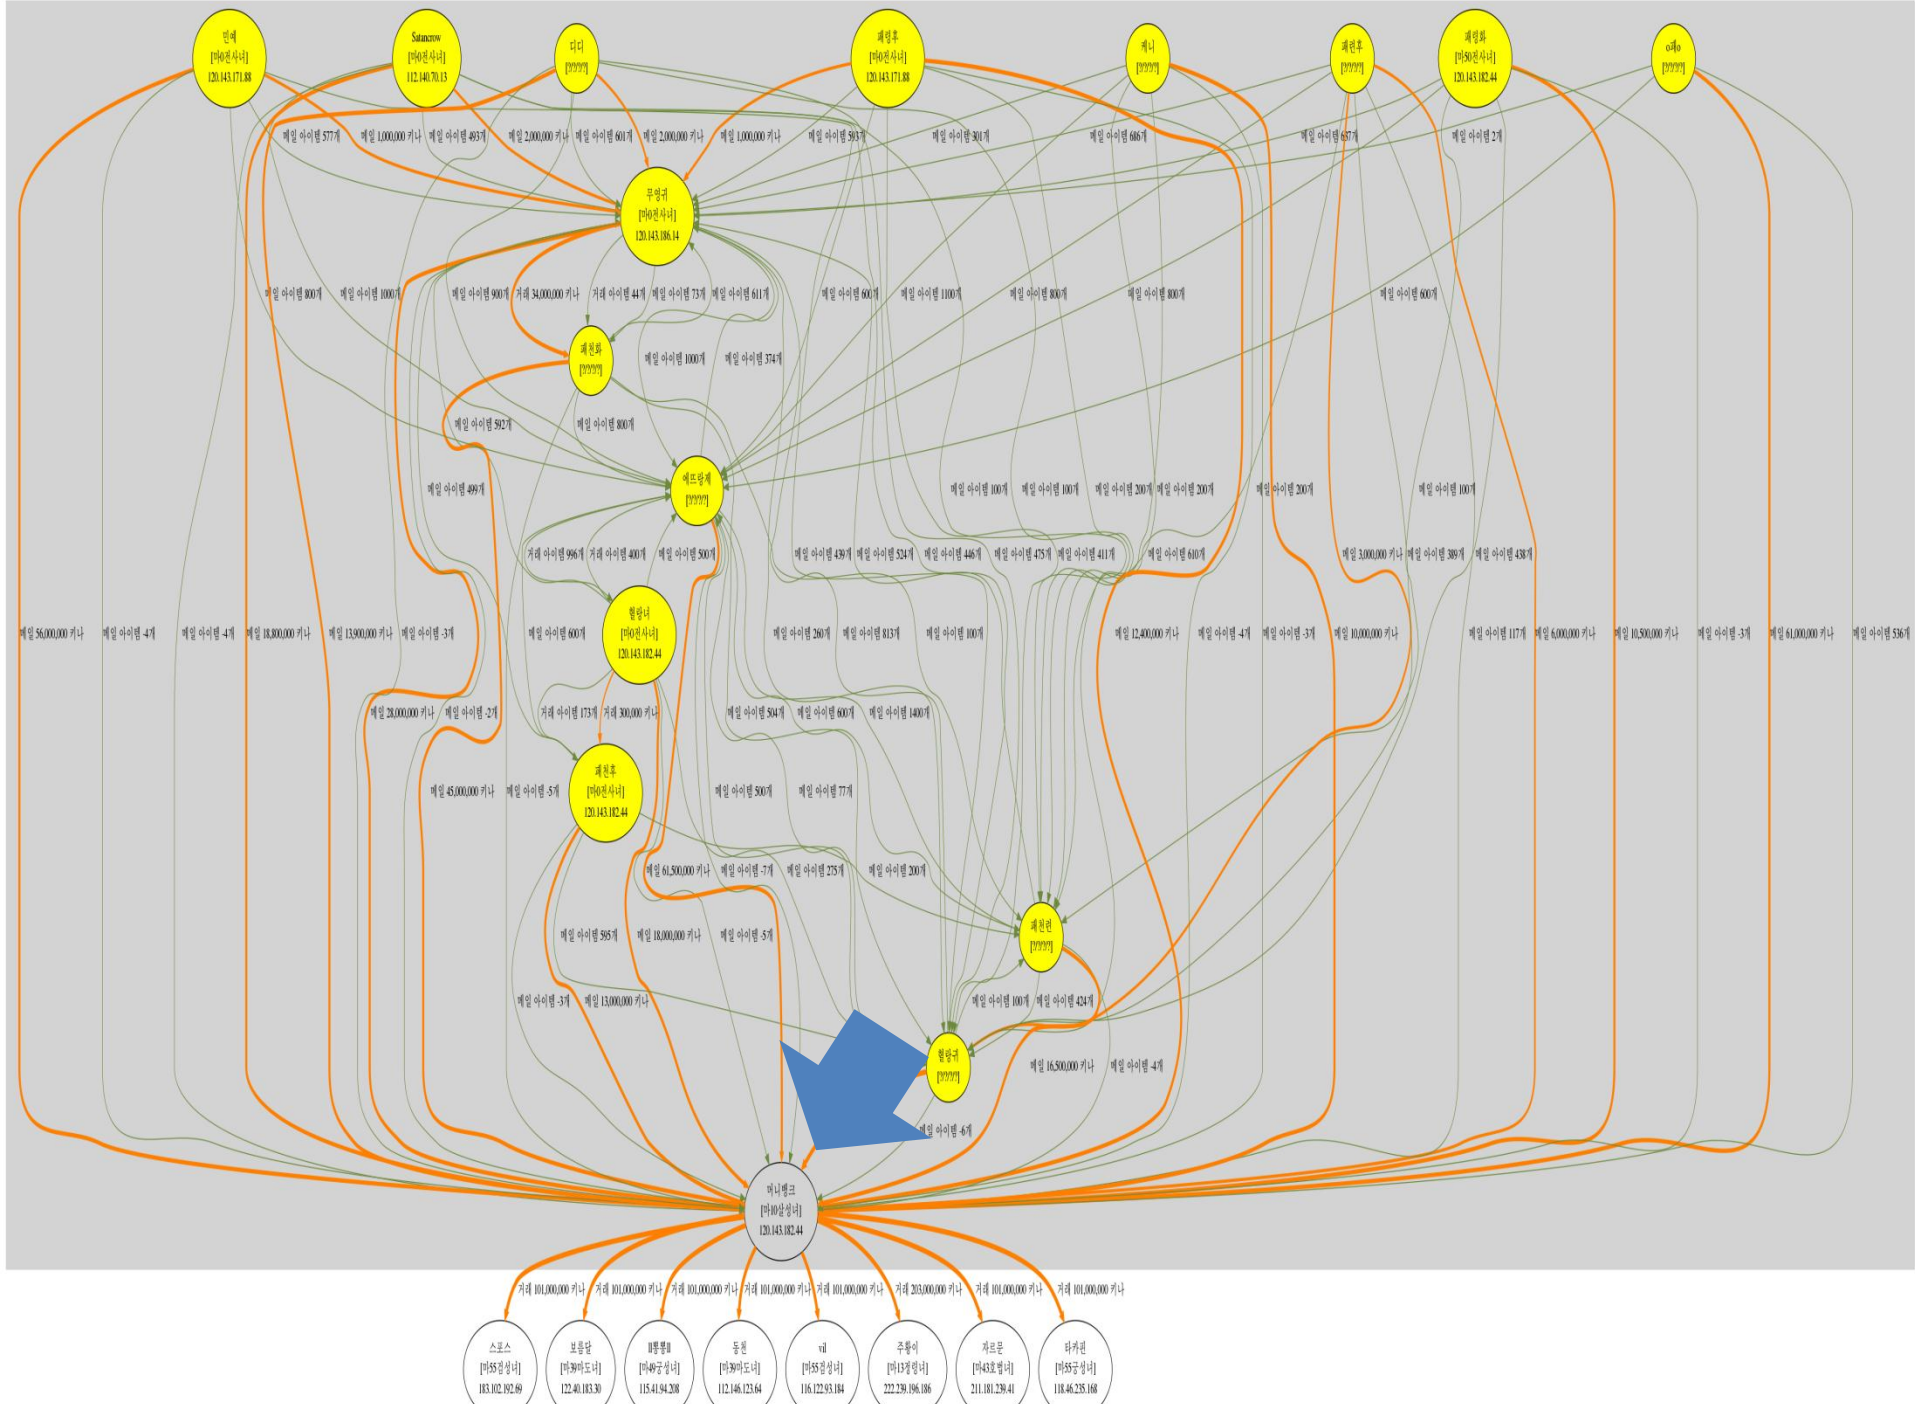 민예
[마0전사녀]
120.143.171.88
Satancrow
[마0전사녀]
112.140.70.13
디디
[?/?/?/?]
패령후
[마0전사녀]
120.143.171.88
케니
[?/?/?/?]
패련후
[?/?/?/?]
패령화
[마50전사녀]
120.143.182.44
o패o
[?/?/?/?]
메일 아이템 577개
메일 1,000,000 키나
메일 아이템 493개
메일 2,000,000 키나
메일 아이템 601개
메일 2,000,000 키나
메일 1,000,000 키나
메일 아이템 593개
메일 아이템 301개
메일 아이템 686개
메일 아이템 637개
메일 아이템 2개
무영귀
[마0전사녀]
120.143.186.14
메일 아이템 800개
메일 아이템 1000개
메일 아이템 900개
거래 34,000,000 키나
거래 아이템 44개
메일 아이템 73개
메일 아이템 611개
메일 아이템 600개
메일 아이템 1100개
메일 아이템 800개
메일 아이템 800개
메일 아이템 600개
패천화
[?/?/?/?]
메일 아이템 1000개
메일 아이템 374개
메일 아이템 592개
메일 아이템 800개
에뜨랑제
[?/?/?/?]
메일 아이템 499개
메일 아이템 100개
메일 아이템 100개
메일 아이템 200개
메일 아이템 200개
메일 아이템 200개
메일 아이템 100개
거래 아이템 996개
거래 아이템 400개
메일 아이템 500개
메일 아이템 439개
메일 아이템 524개
메일 아이템 446개
메일 아이템 475개
메일 아이템 411개
메일 아이템 610개
메일 3,000,000 키나
메일 아이템 389개
메일 아이템 438개
혈랑녀
[마0전사녀]
120.143.182.44
메일 56,000,000 키나
메일 아이템 -4개
메일 아이템 -4개
메일 18,800,000 키나
메일 13,900,000 키나
메일 아이템 -3개
메일 아이템 600개
메일 아이템 260개
메일 아이템 813개
메일 아이템 100개
메일 12,400,000 키나
메일 아이템 -4개
메일 아이템 -3개
메일 10,000,000 키나
메일 아이템 117개
메일 6,000,000 키나
메일 10,500,000 키나
메일 아이템 -3개
메일 61,000,000 키나
메일 아이템 536개
메일 28,000,000 키나
메일 아이템 -2개
거래 아이템 173개
거래 300,000 키나
메일 아이템 504개
메일 아이템 600개
메일 아이템 1400개
패천후
[마0전사녀]
120.143.182.44
메일 45,000,000 키나
메일 아이템 -5개
메일 아이템 500개
메일 아이템 77개
메일 61,500,000 키나
메일 아이템 -7개
메일 아이템 275개
메일 아이템 200개
패천련
[?/?/?/?]
메일 아이템 595개
메일 18,000,000 키나
메일 아이템 -5개
메일 아이템 -3개
메일 13,000,000 키나
메일 아이템 100개
메일 아이템 424개
혈랑귀
[?/?/?/?]
메일 16,500,000 키나
메일 아이템 -4개
메일 아이템 -6개
머니뱅크
[마10살성녀]
120.143.182.44
거래 101,000,000 키나
거래 101,000,000 키나
거래 101,000,000 키나
거래 101,000,000 키나
거래 101,000,000 키나
거래 203,000,000 키나
거래 101,000,000 키나
거래 101,000,000 키나
스포스
[마55검성녀]
183.102.192.69
보름달
[마39마도녀]
122.40.183.30
[마49궁성녀]
115.41.94.208
동천
[마39마도녀]
112.146.123.64
vil
[마55검성녀]
116.122.93.184
주황이
[마13정령녀]
222.239.196.186
자르문
[마43호법녀]
211.181.239.41
타카핀
[마55궁성녀]
118.46.235.168